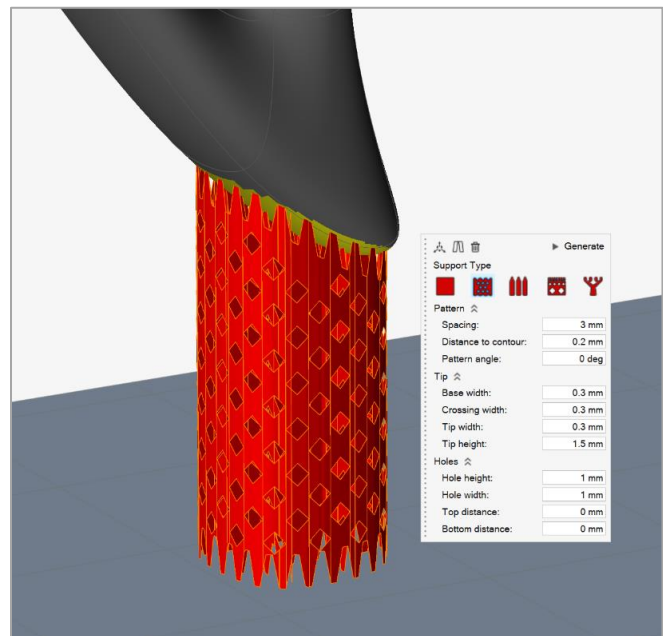 Generate
Support Type
Pattern
Spacing: 3 mm
Distance to contour: 0.2 mm
Pattern angle: 0 deg
Tip
Base width: 0.3 mm
Crossing width: 0.3 mm
Tip width: 0.3 mm
Tip height: 1.5 mm
Holes
Hole height: 1 mm
Hole width: 1 mm
Top distance: 0 mm
Bottom distance: 0 mm